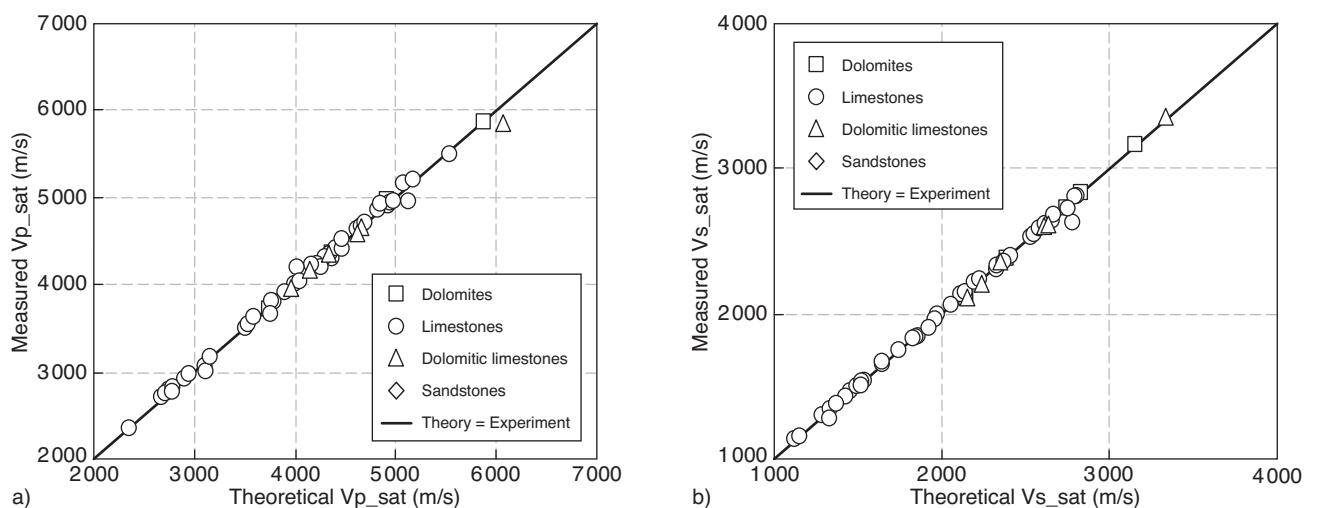 7000
6000
5000
4000
3000
2000
2000 3000 4000 5000 6000 7000
Measured Vp_sat (m/s)
Theoretical Vp_sat (m/s)
Dolomites
Limestones
Dolomitic limestones
Sandstones
Theory = Experiment
a)
4000
3000
2000
1000
1000 2000 3000 4000
Measured Vs_sat (m/s)
Theoretical Vs_sat (m/s)
Dolomites
Limestones
Dolomitic limestones
Sandstones
Theory = Experiment
b)